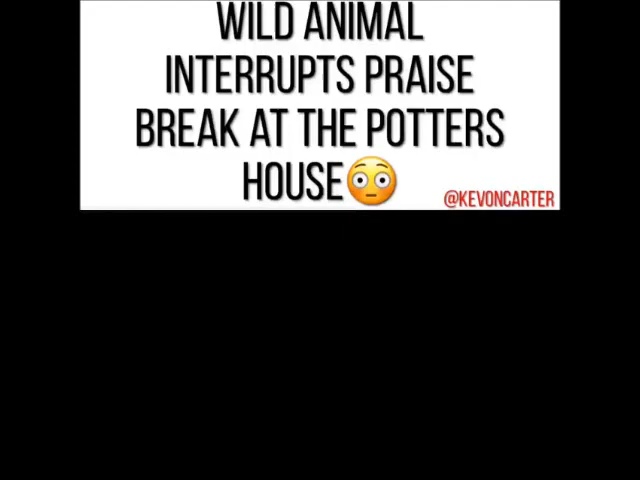 WILD ANIMAL
INTERRUPTS PRAISE
BREAK AT THE POTTERS
HOUSE😳
@KEVONCARTER